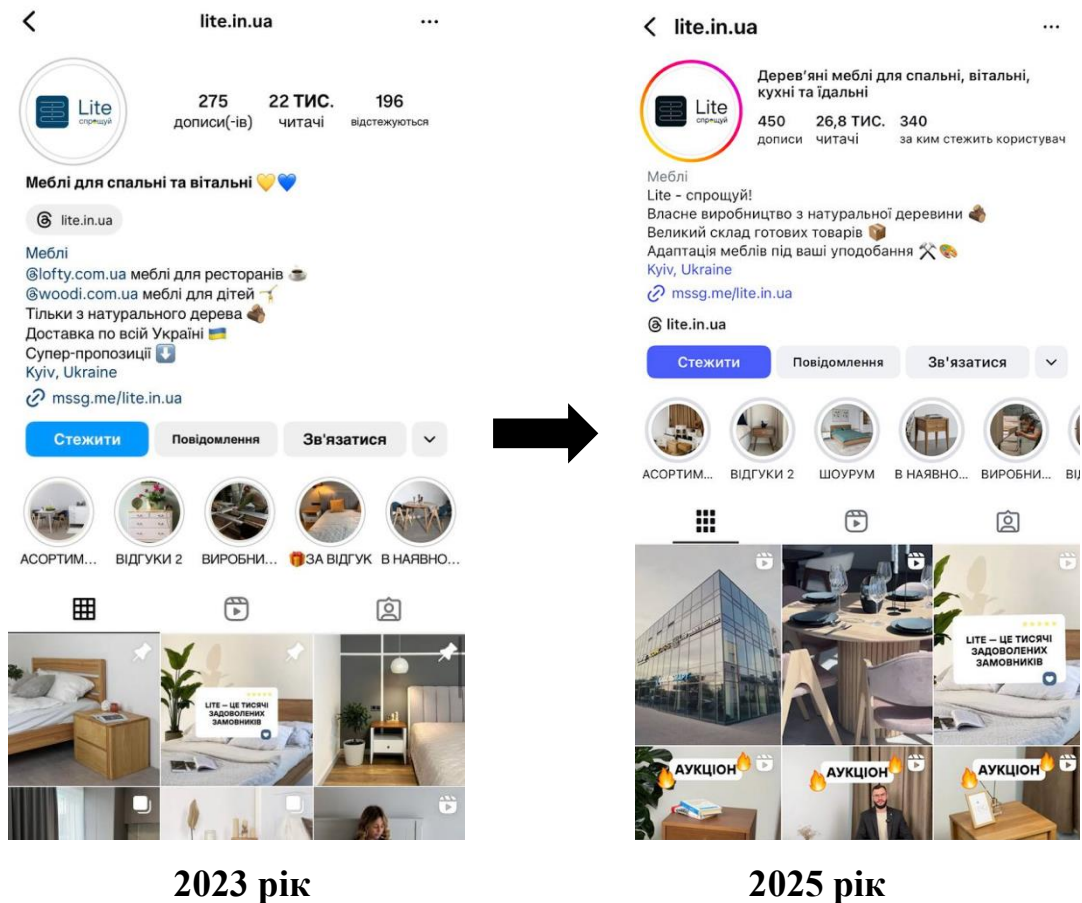 lite.in.ua
Lite
спрощуй
275 22 ТИС. 196
дописи(-ів) читачі відстежуються
Меблі для спальні та вітальні 💛💙
lite.in.ua
Меблі
@lofty.com.ua меблі для ресторанів ☕
@woodi.com.ua меблі для дітей
Тільки з натурального дерева 🪵
Доставка по всій Україні 🇺🇦
Супер-пропозиції ⬇️
Kyiv, Ukraine
mssg.me/lite.in.ua
Стежити Повідомлення Зв'язатися
АСОРТИМ... ВІДГУКИ 2 ВИРОБНИ... 🎁ЗА ВІДГУК В НАЯВНО...
LITE – ЦЕ ТИСЯЧІ
ЗАДОВОЛЕНИХ
ЗАМОВНИКІВ
2023 рік
lite.in.ua
Lite
спрощуй
Дерев'яні меблі для спальні, вітальні,
кухні та їдальні
450 26,8 ТИС. 340
дописи читачі за ким стежить користувач
Меблі
Lite - спрощуй!
Власне виробництво з натуральної деревини 🪵
Великий склад готових товарів 📦
Адаптація меблів під ваші уподобання ⚒️🎨
Kyiv, Ukraine
mssg.me/lite.in.ua
lite.in.ua
Стежити Повідомлення Зв'язатися
АСОРТИМ... ВІДГУКИ 2 ШОУРУМ В НАЯВНО... ВИРОБНИ... ВІД
LITE – ЦЕ ТИСЯЧІ
ЗАДОВОЛЕНИХ
ЗАМОВНИКІВ
АУКЦІОН🔥 АУКЦІОН🔥 АУКЦІОН🔥
2025 рік